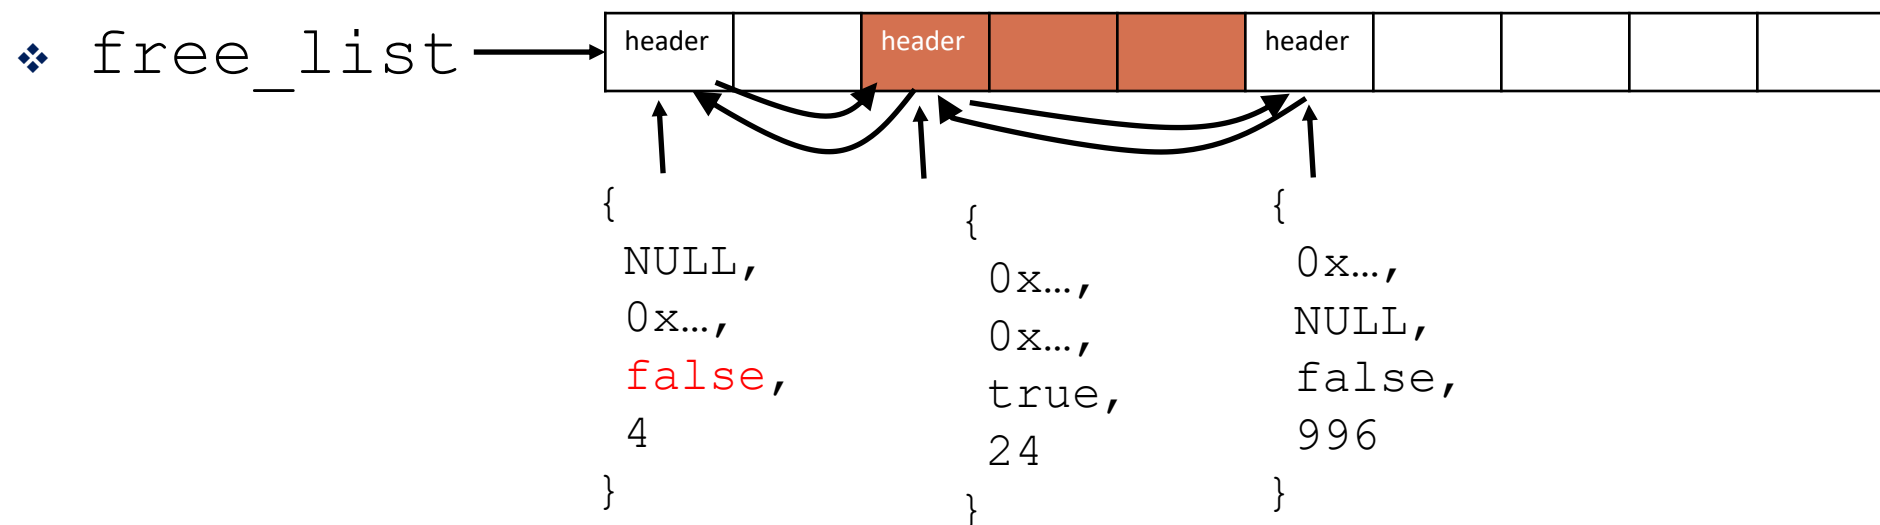 ❖ free_list
header header header
{
NULL,
0x…,
false,
4
}
{
0x…,
0x…,
true,
24
}
{
0x…,
NULL,
false,
996
}